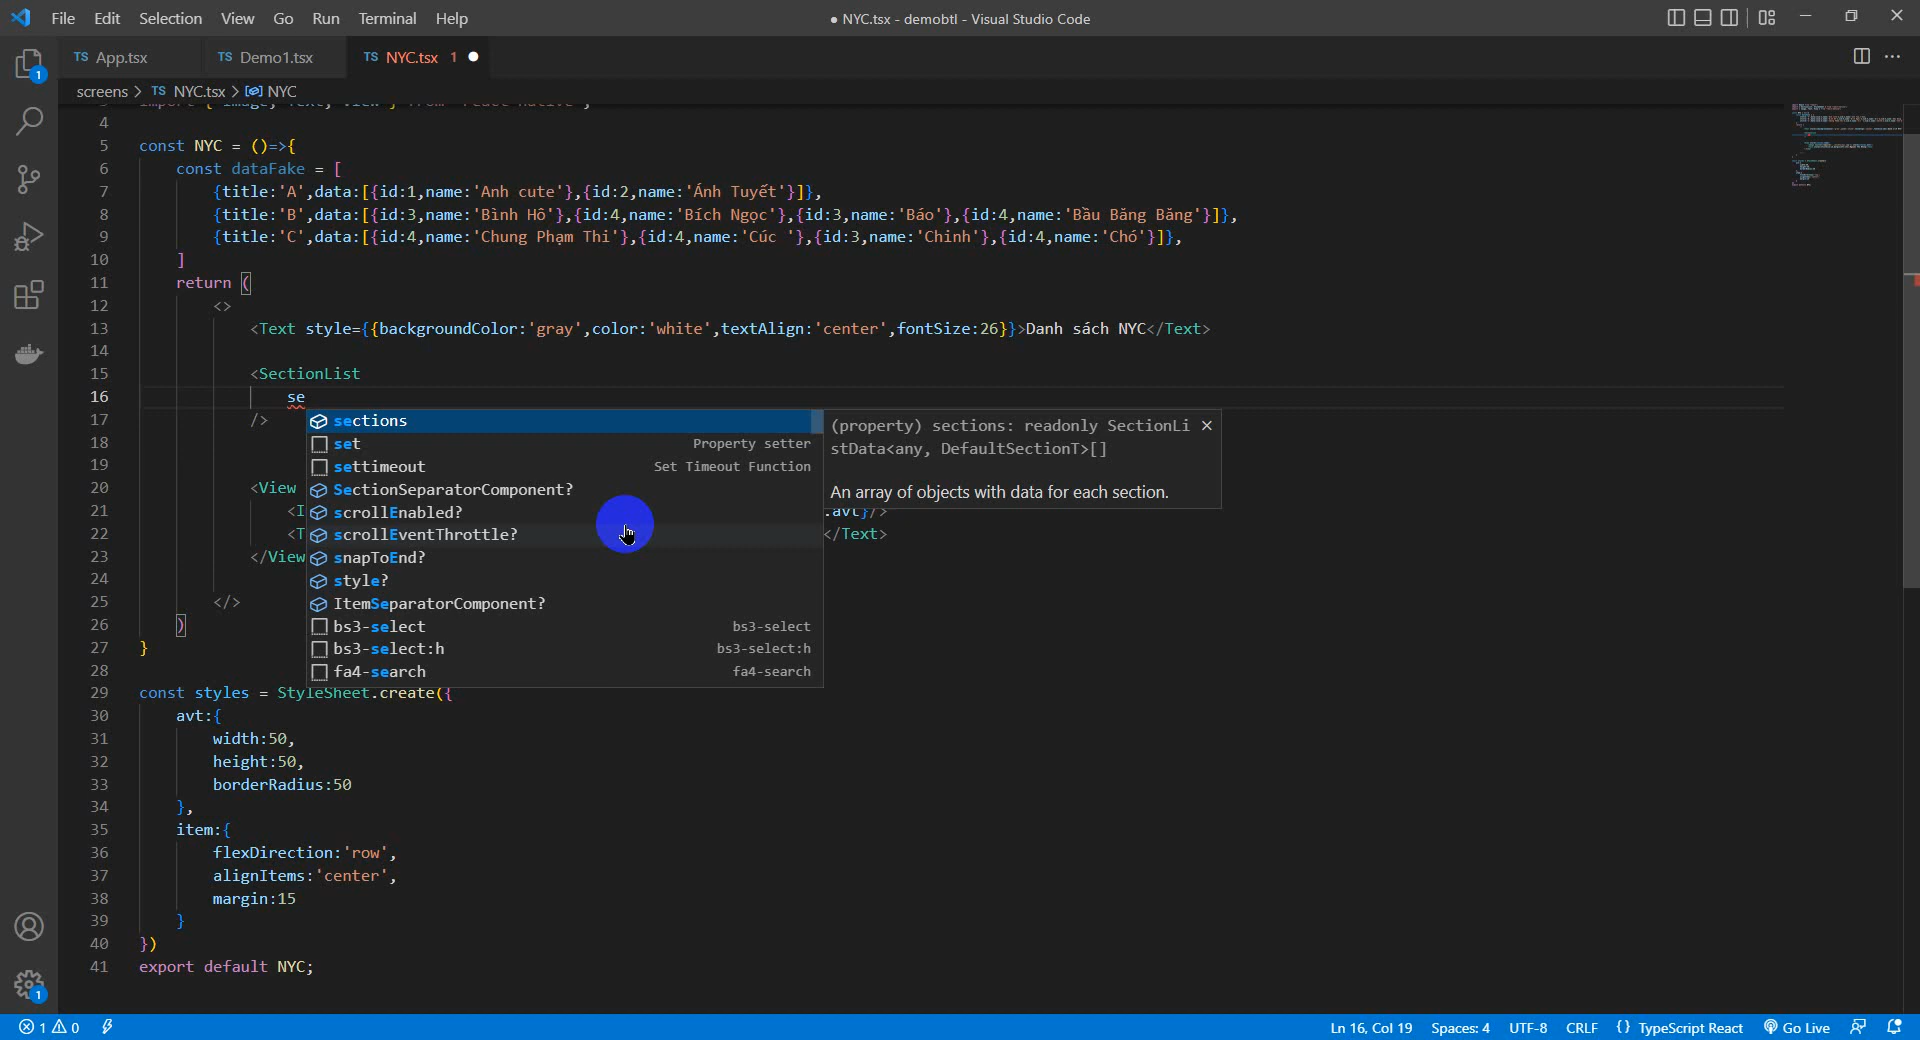 File Edit Selection View Go Run Terminal Help
● NYC.tsx - demobtl - Visual Studio Code
TS App.tsx TS Demo1.tsx TS NYC.tsx 1 ●
screens > TS NYC.tsx > NYC
4
5 const NYC = ()=>{
6 const dataFake = [
7 {title:'A',data:[{id:1,name:'Anh cute'},{id:2,name:'Ánh Tuyết'}]},
8 {title:'B',data:[{id:3,name:'Bình Hô'},{id:4,name:'Bích Ngọc'},{id:3,name:'Báo'},{id:4,name:'Bầu Băng Băng'}]},
9 {title:'C',data:[{id:4,name:'Chung Phạm Thi'},{id:4,name:'Cúc '},{id:3,name:'Chinh'},{id:4,name:'Chó'}]},
10 ]
11 return (
12 <>
13 <Text style={{backgroundColor:'gray',color:'white',textAlign:'center',fontSize:26}}>Danh sách NYC</Text>
14
15 <SectionList
16 se
17 />
18
19
20 <View
21 <I .avt}/>
22 <T </Text>
23 </View
24
25 </>
26 )
27 }
28
29 const styles = StyleSheet.create({
30 avt:{
31 width:50,
32 height:50,
33 borderRadius:50
34 },
35 item:{
36 flexDirection:'row',
37 alignItems:'center',
38 margin:15
39 }
40 })
41 export default NYC;
sections
set Property setter
settimeout Set Timeout Function
SectionSeparatorComponent?
scrollEnabled?
scrollEventThrottle?
snapToEnd?
style?
ItemSeparatorComponent?
bs3-select bs3-select
bs3-select:h bs3-select:h
fa4-search fa4-search
(property) sections: readonly SectionLi
stData<any, DefaultSectionT>[]
An array of objects with data for each section.
1
1
1 0 Ln 16, Col 19 Spaces: 4 UTF-8 CRLF {} TypeScript React Go Live